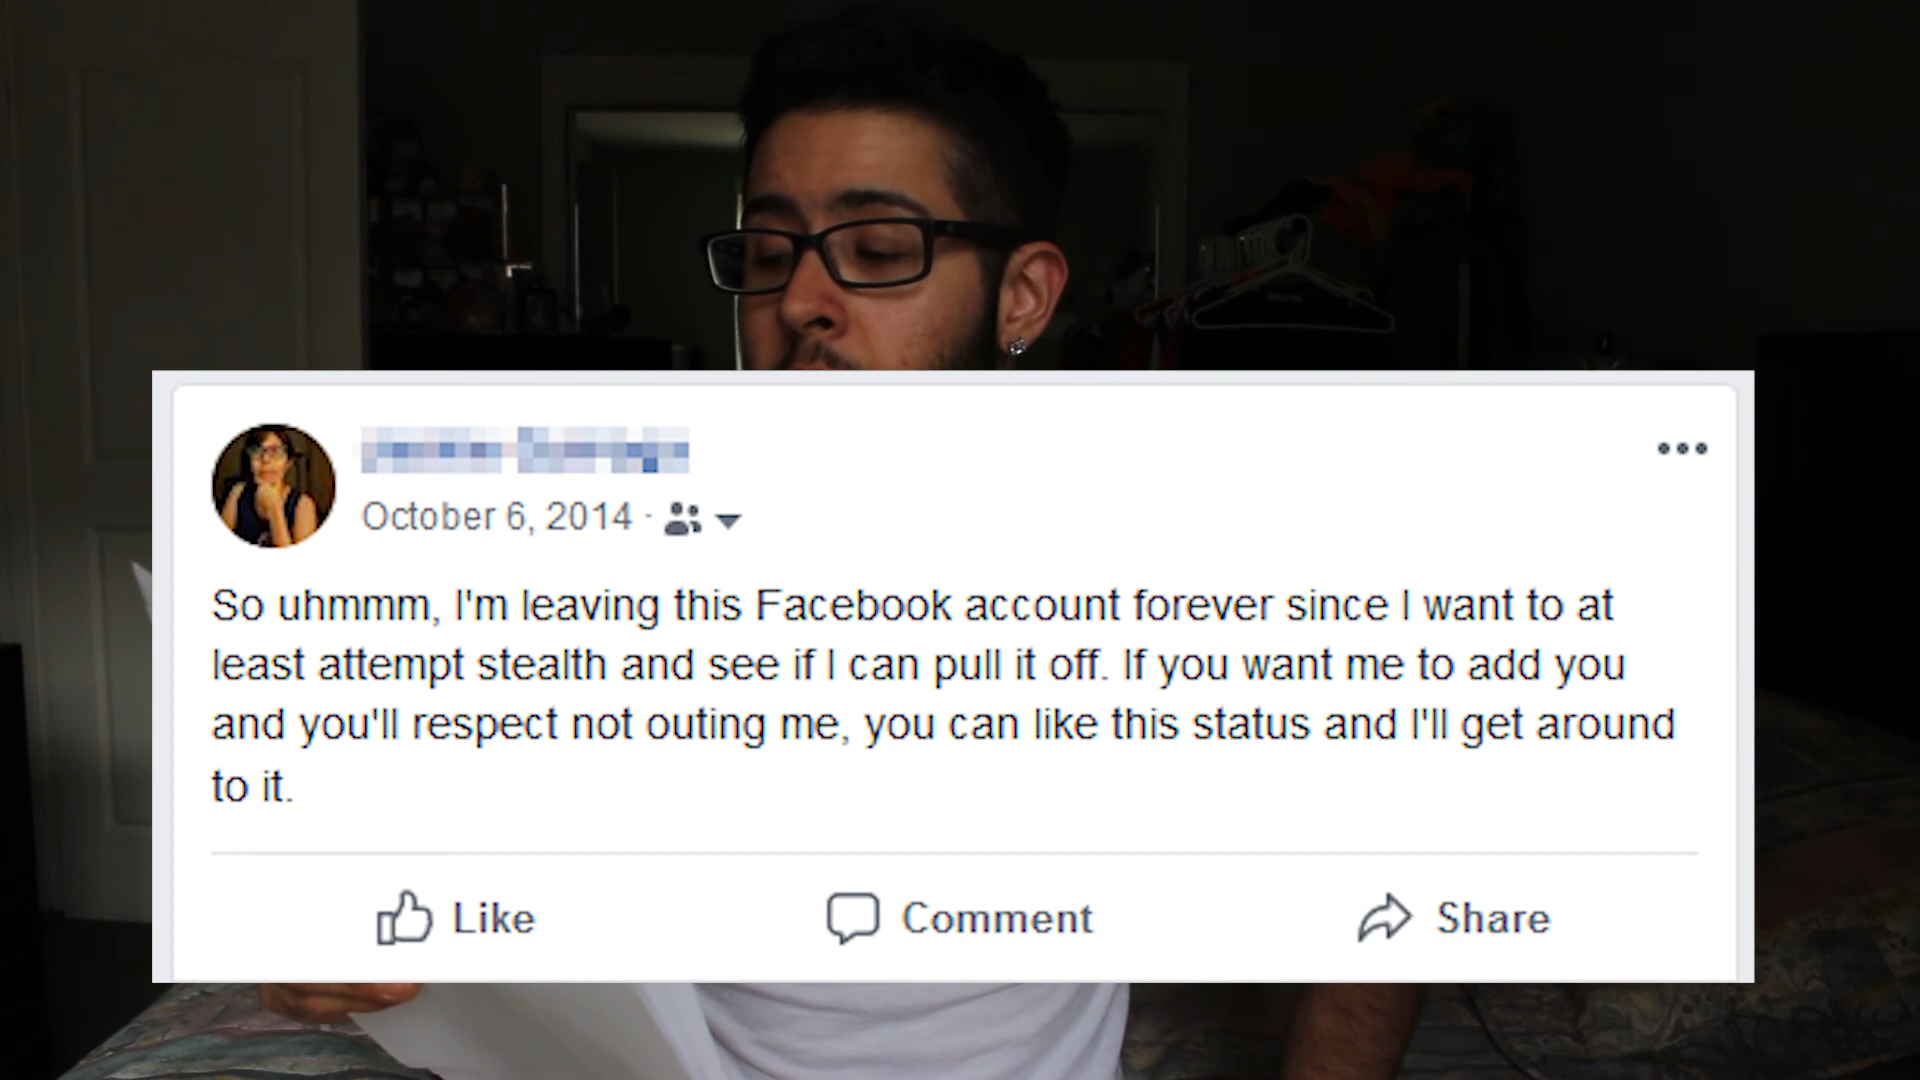 October 6, 2014 ·
So uhmmm, I'm leaving this Facebook account forever since I want to at
least attempt stealth and see if I can pull it off. If you want me to add you
and you'll respect not outing me, you can like this status and I'll get around
to it.
Like Comment Share